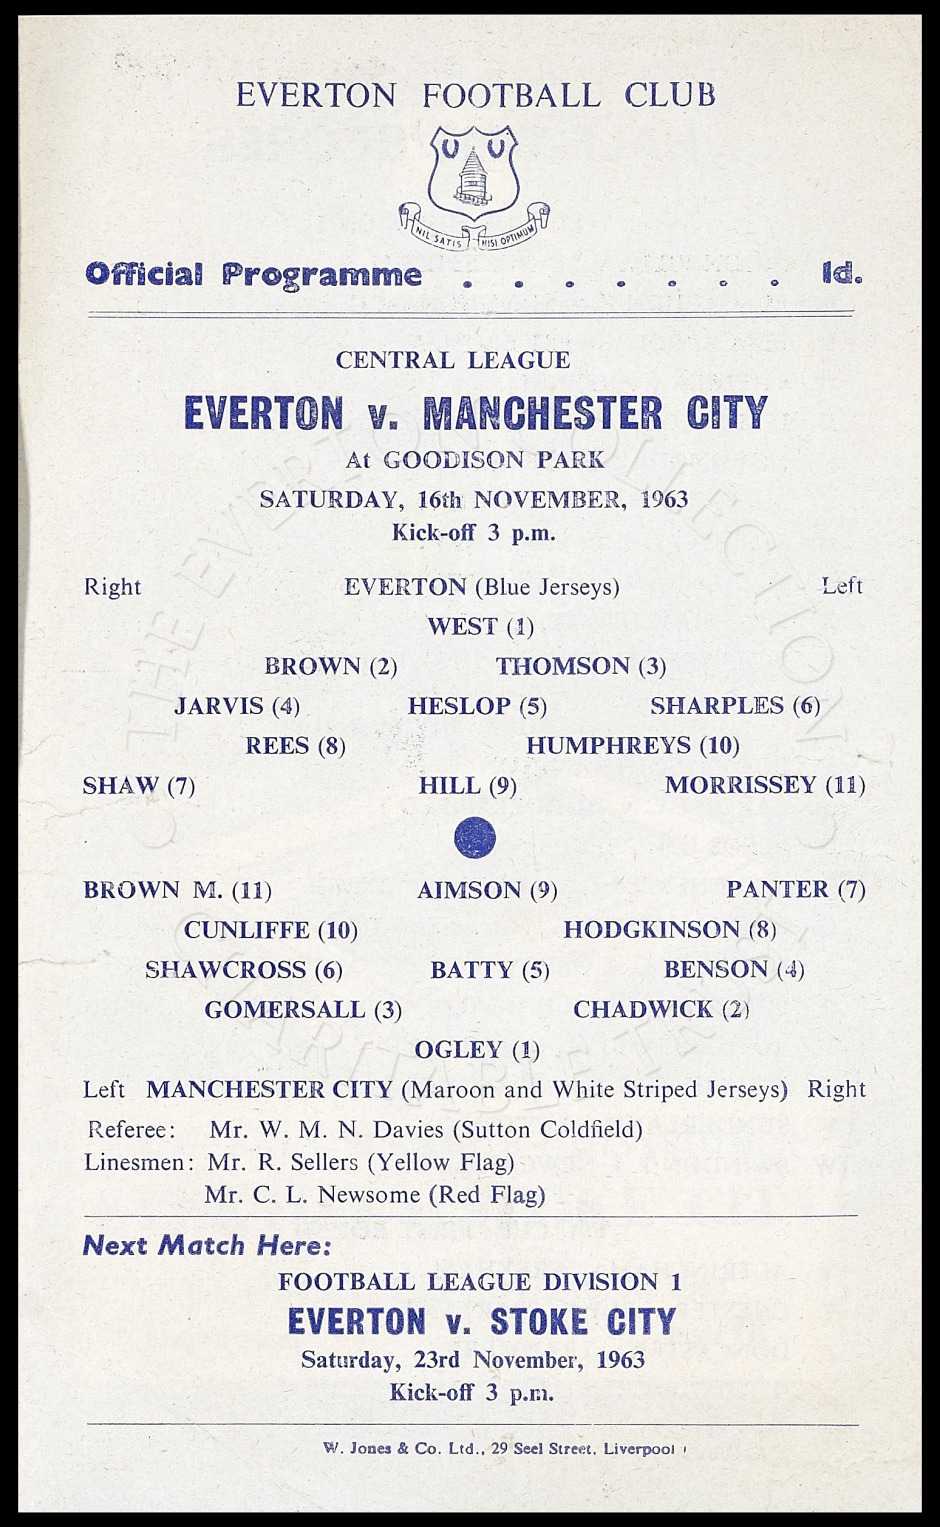 EVERTON FOOTBALL CLUB
NIL SATIS NISI OPTIMUM
Official Programme . . . . . . . 1d.
CENTRAL LEAGUE
EVERTON v. MANCHESTER CITY
At GOODISON PARK
SATURDAY, 16th NOVEMBER, 1963
Kick-off 3 p.m.
Right EVERTON (Blue Jerseys) Left
WEST (1)
BROWN (2) THOMSON (3)
JARVIS (4) HESLOP (5) SHARPLES (6)
REES (8) HUMPHREYS (10)
SHAW (7) HILL (9) MORRISSEY (11)
BROWN M. (11) AIMSON (9) PANTER (7)
CUNLIFFE (10) HODGKINSON (8)
SHAWCROSS (6) BATTY (5) BENSON (4)
GOMERSALL (3) CHADWICK (2)
OGLEY (1)
Left MANCHESTER CITY (Maroon and White Striped Jerseys) Right
Referee: Mr. W. M. N. Davies (Sutton Coldfield)
Linesmen: Mr. R. Sellers (Yellow Flag)
Mr. C. L. Newsome (Red Flag)
Next Match Here:
FOOTBALL LEAGUE DIVISION 1
EVERTON v. STOKE CITY
Saturday, 23rd November, 1963
Kick-off 3 p.m.
W. Jones & Co. Ltd., 29 Seel Street, Liverpool 1
THE EVERTON COLLECTION
CHARITABLE TRUST